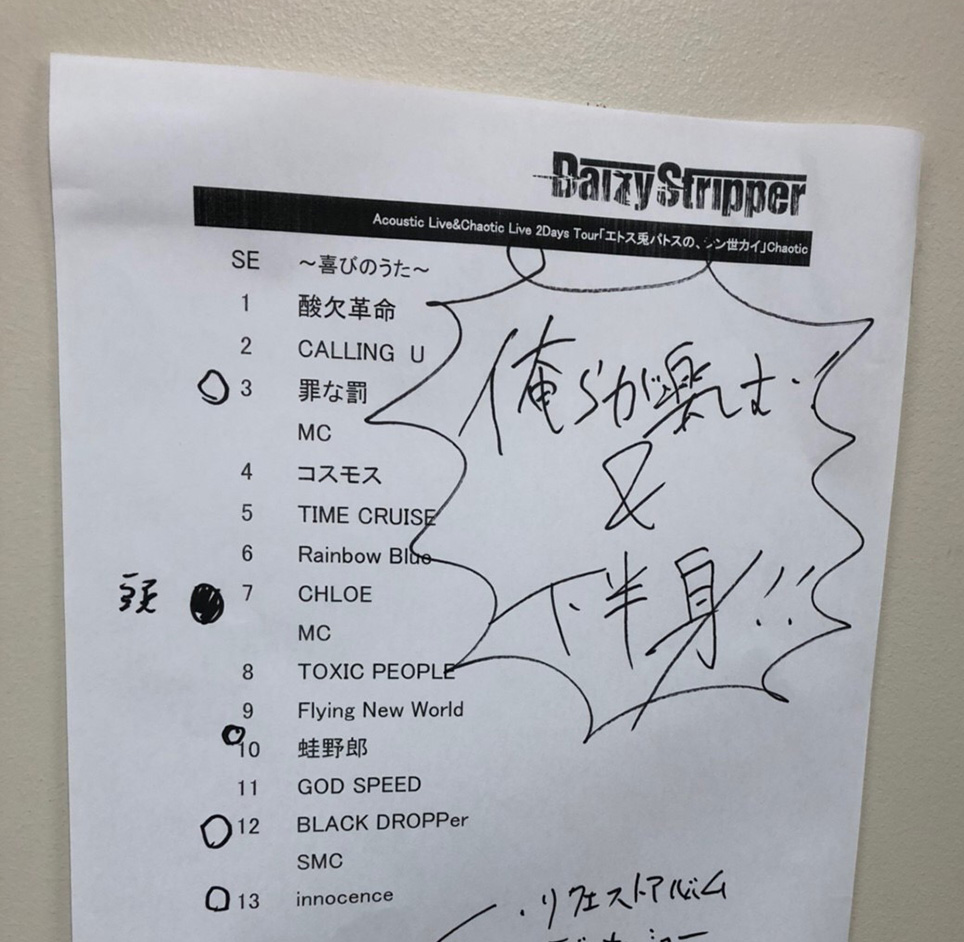 DaizyStripper
Acoustic Live&Chaotic Live 2Days Tour「エトス兎パトスの、シン世カイ」Chaotic
SE ～喜びのうた～
1 酸欠革命
2 CALLING U
3 罪な罰
MC
4 コスモス
5 TIME CRUISE
6 Rainbow Blue
7 CHLOE
MC
8 TOXIC PEOPLE
9 Flying New World
10 蛙野郎
11 GOD SPEED
12 BLACK DROPPer
SMC
13 innocence
俺らが楽しむ
&
下半身!!
・リクエストアルバム